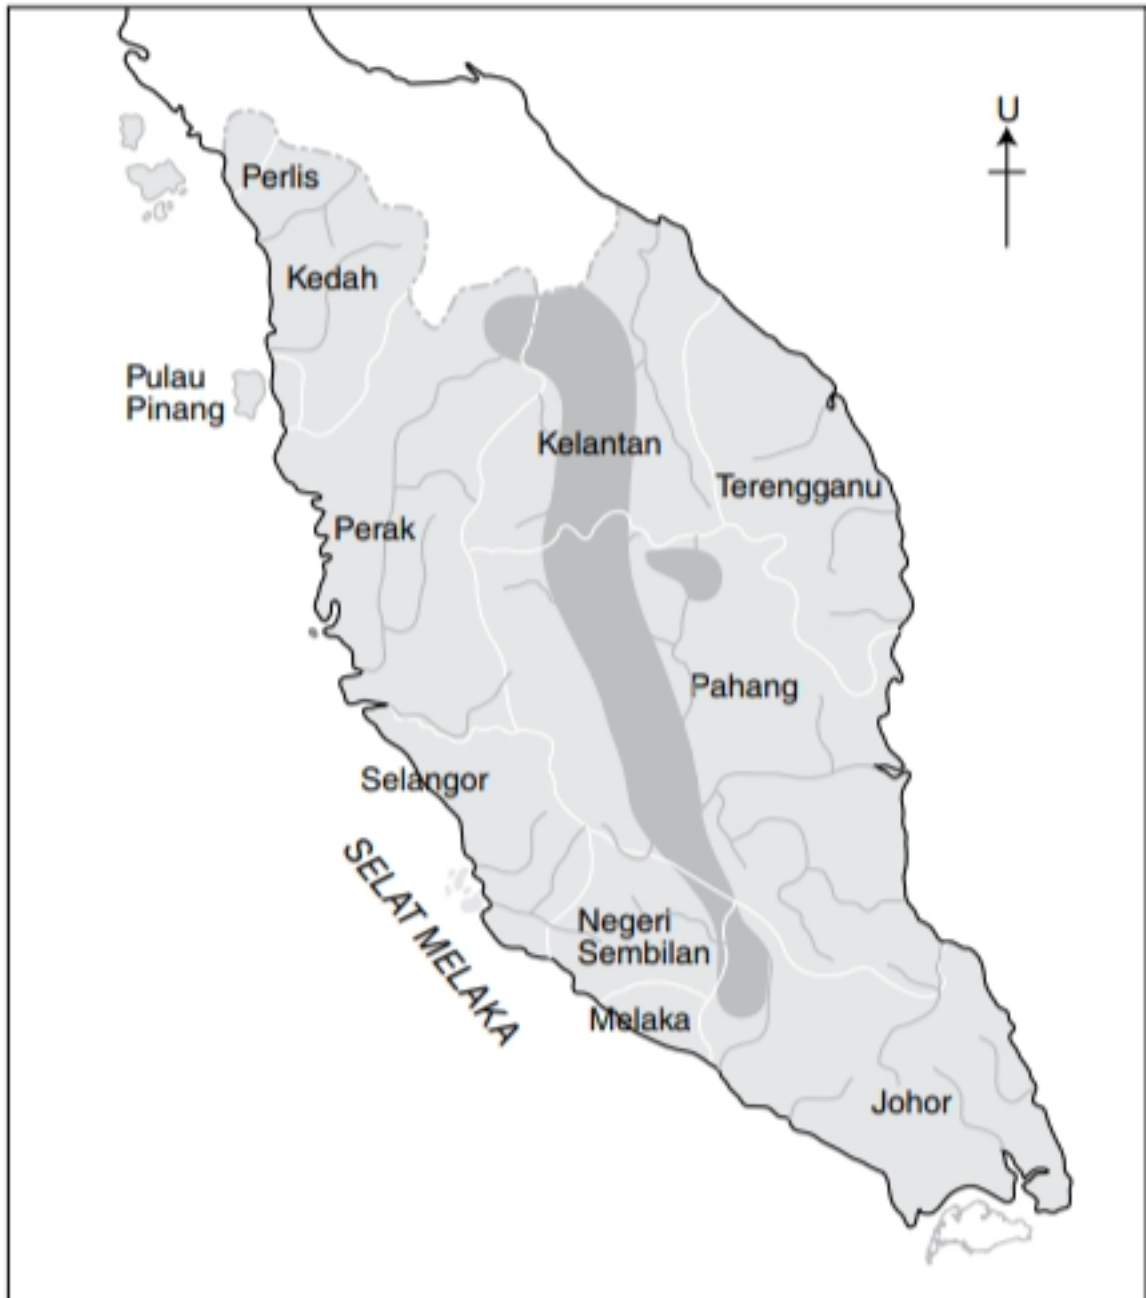 U
Perlis
Kedah
Pulau
Pinang
Kelantan
Terengganu
Perak
Pahang
Selangor
SELAT MELAKA
Negeri
Sembilan
Melaka
Johor